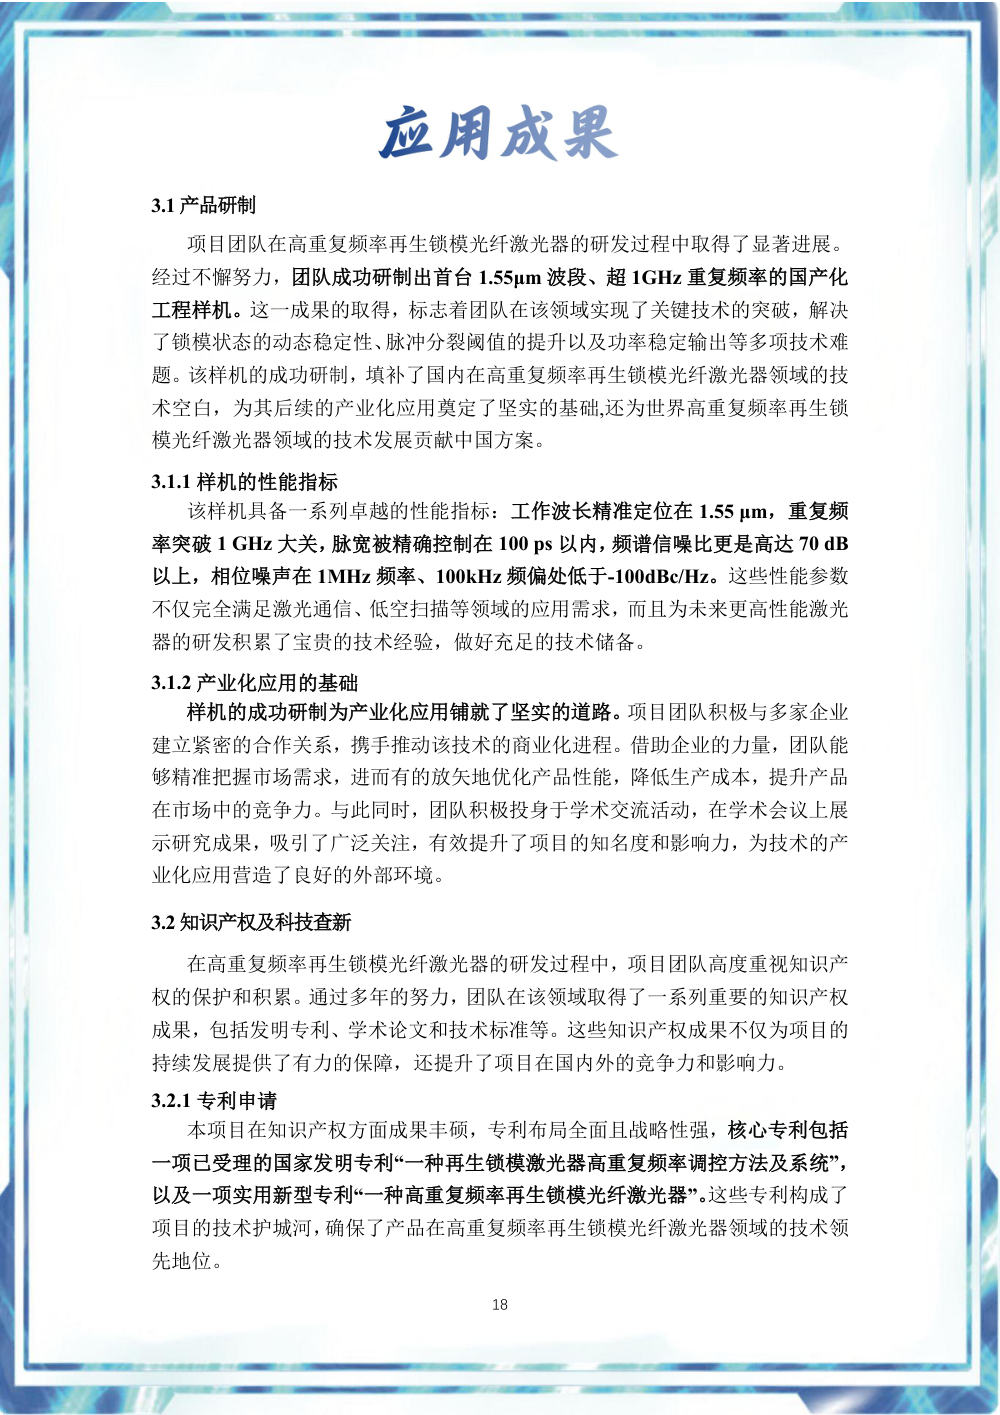 应用成果
3.1 产品研制
项目团队在高重复频率再生锁模光纤激光器的研发过程中取得了显著进展。
经过不懈努力，团队成功研制出首台 1.55μm 波段、超 1GHz 重复频率的国产化
工程样机。这一成果的取得，标志着团队在该领域实现了关键技术的突破，解决
了锁模状态的动态稳定性、脉冲分裂阈值的提升以及功率稳定输出等多项技术难
题。该样机的成功研制，填补了国内在高重复频率再生锁模光纤激光器领域的技
术空白，为其后续的产业化应用奠定了坚实的基础,还为世界高重复频率再生锁
模光纤激光器领域的技术发展贡献中国方案。
3.1.1 样机的性能指标
该样机具备一系列卓越的性能指标：工作波长精准定位在 1.55 μm，重复频
率突破 1 GHz 大关，脉宽被精确控制在 100 ps 以内，频谱信噪比更是高达 70 dB
以上，相位噪声在 1MHz 频率、100kHz 频偏处低于-100dBc/Hz。这些性能参数
不仅完全满足激光通信、低空扫描等领域的应用需求，而且为未来更高性能激光
器的研发积累了宝贵的技术经验，做好充足的技术储备。
3.1.2 产业化应用的基础
样机的成功研制为产业化应用铺就了坚实的道路。项目团队积极与多家企业
建立紧密的合作关系，携手推动该技术的商业化进程。借助企业的力量，团队能
够精准把握市场需求，进而有的放矢地优化产品性能，降低生产成本，提升产品
在市场中的竞争力。与此同时，团队积极投身于学术交流活动，在学术会议上展
示研究成果，吸引了广泛关注，有效提升了项目的知名度和影响力，为技术的产
业化应用营造了良好的外部环境。
3.2 知识产权及科技查新
在高重复频率再生锁模光纤激光器的研发过程中，项目团队高度重视知识产
权的保护和积累。通过多年的努力，团队在该领域取得了一系列重要的知识产权
成果，包括发明专利、学术论文和技术标准等。这些知识产权成果不仅为项目的
持续发展提供了有力的保障，还提升了项目在国内外的竞争力和影响力。
3.2.1 专利申请
本项目在知识产权方面成果丰硕，专利布局全面且战略性强，核心专利包括
一项已受理的国家发明专利“一种再生锁模激光器高重复频率调控方法及系统”，
以及一项实用新型专利“一种高重复频率再生锁模光纤激光器”。这些专利构成了
项目的技术护城河，确保了产品在高重复频率再生锁模光纤激光器领域的技术领
先地位。
18